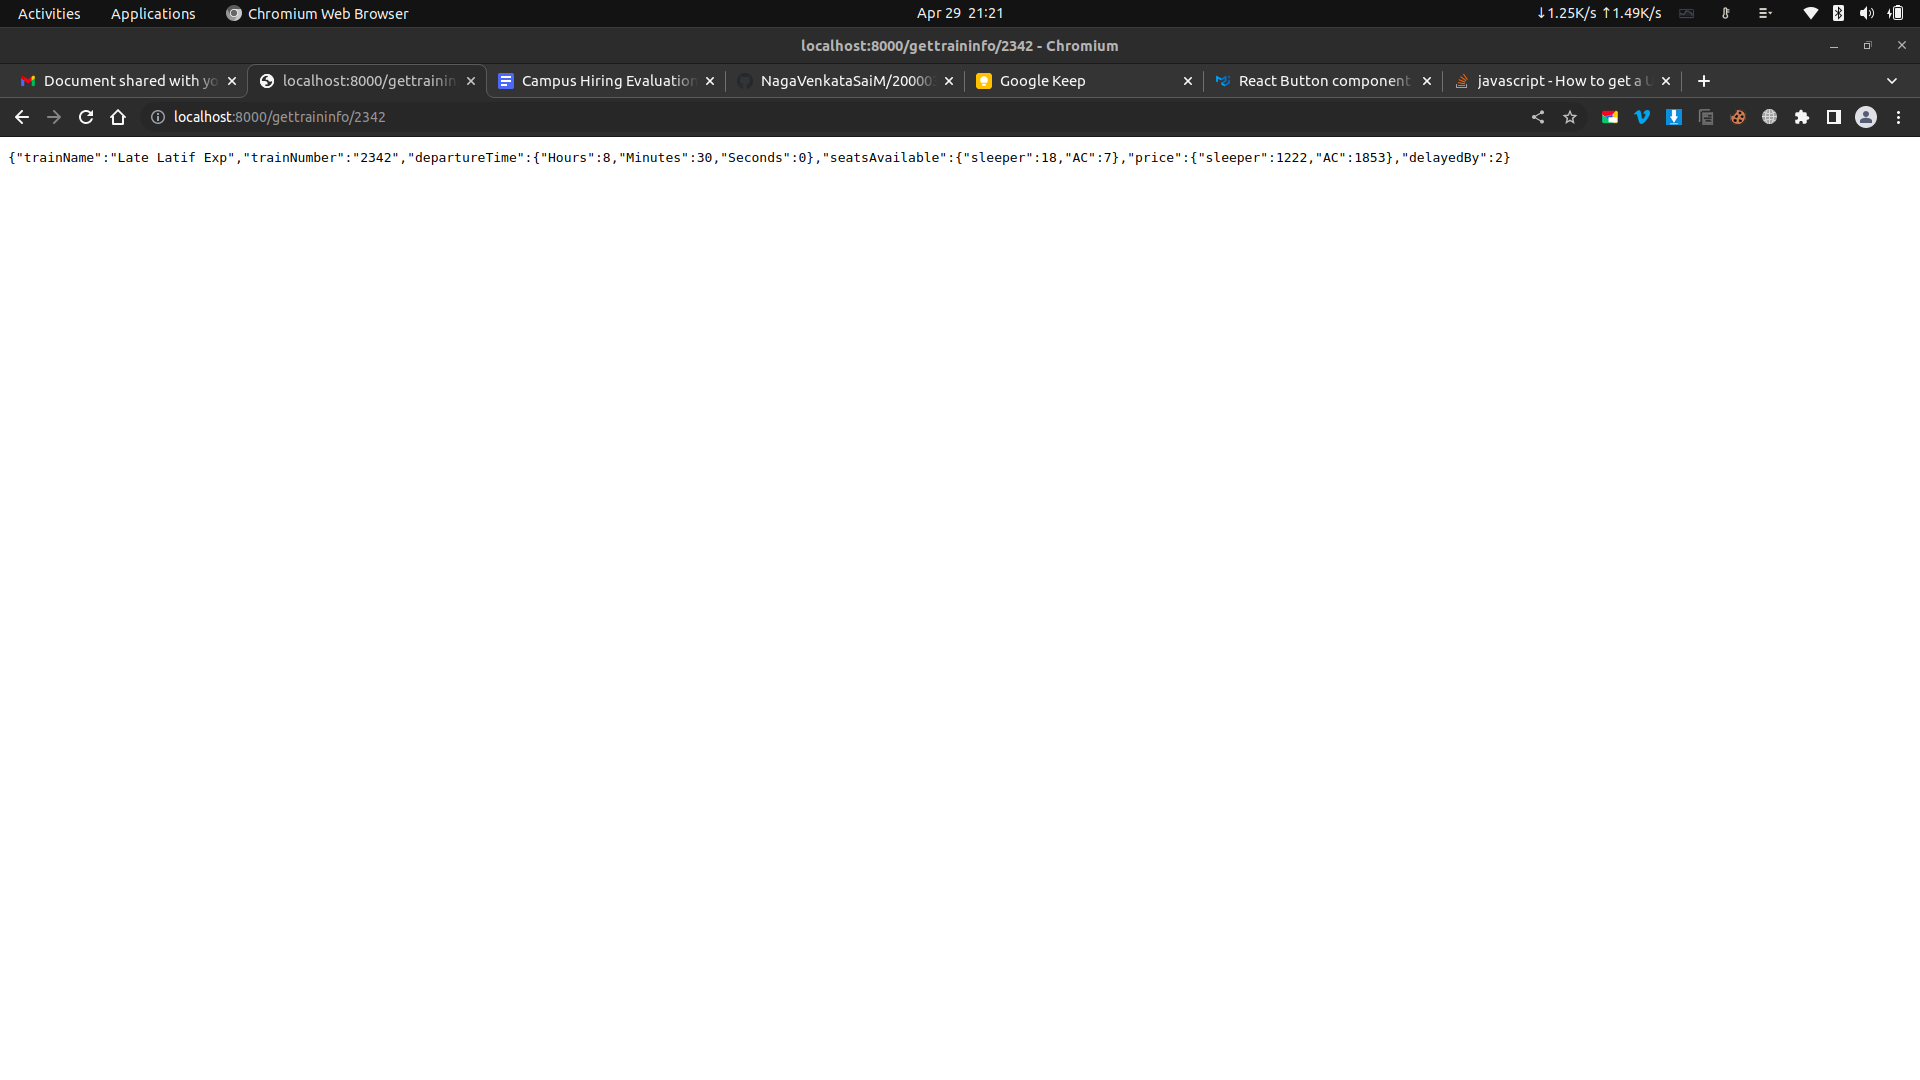 Activities Applications Chromium Web Browser Apr 29 21:21 ↓1.25K/s ↑1.49K/s
localhost:8000/gettraininfo/2342 - Chromium
Document shared with yo localhost:8000/gettrainin Campus Hiring Evaluation NagaVenkataSaiM/20000 Google Keep React Button component javascript - How to get a U
localhost:8000/gettraininfo/2342
{"trainName":"Late Latif Exp","trainNumber":"2342","departureTime":{"Hours":8,"Minutes":30,"Seconds":0},"seatsAvailable":{"sleeper":18,"AC":7},"price":{"sleeper":1222,"AC":1853},"delayedBy":2}